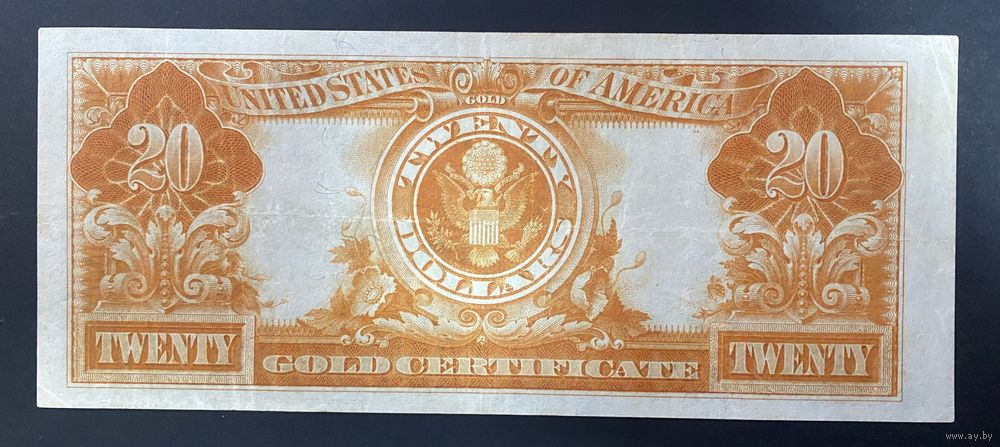 UNITED STATES OF AMERICA
GOLD
20 20
TWENTY
DOLLARS
TWENTY GOLD CERTIFICATE TWENTY
www.ay.by